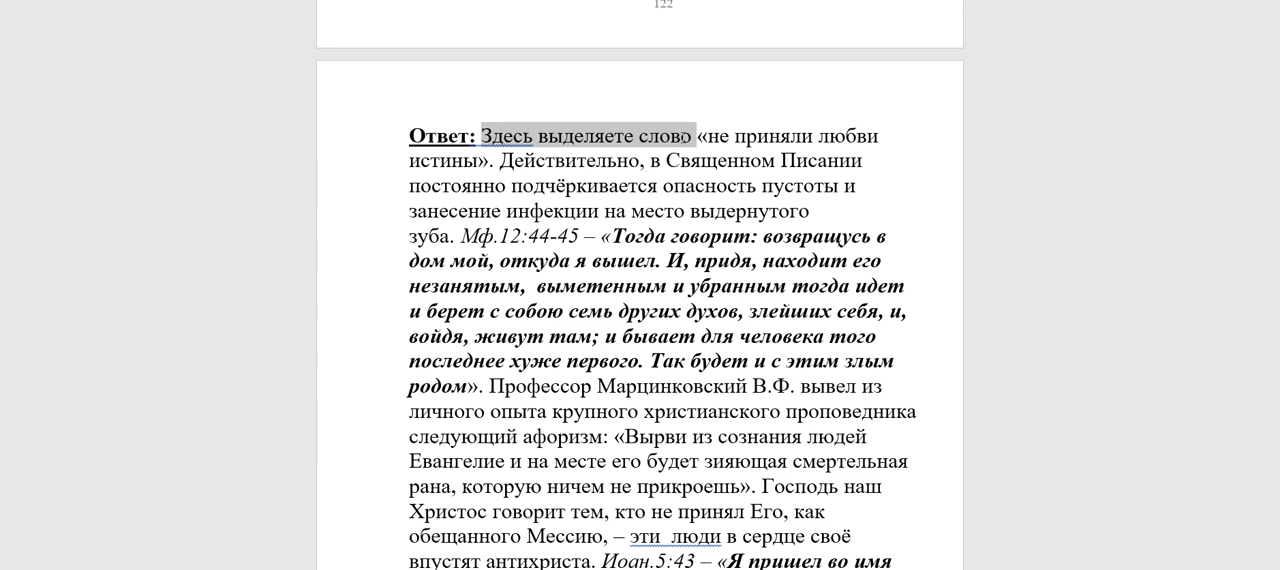 122
Ответ: Здесь выделяете слово «не приняли любви
истины». Действительно, в Священном Писании
постоянно подчёркивается опасность пустоты и
занесение инфекции на место выдернутого
зуба. Мф.12:44-45 – «Тогда говорит: возвращусь в
дом мой, откуда я вышел. И, придя, находит его
незанятым,  выметенным и убранным тогда идет
и берет с собою семь других духов, злейших себя, и,
войдя, живут там; и бывает для человека того
последнее хуже первого. Так будет и с этим злым
родом». Профессор Марцинковский В.Ф. вывел из
личного опыта крупного христианского проповедника
следующий афоризм: «Вырви из сознания людей
Евангелие и на месте его будет зияющая смертельная
рана, которую ничем не прикроешь». Господь наш
Христос говорит тем, кто не принял Его, как
обещанного Мессию, – эти  люди в сердце своё
впустят антихриста. Иоан.5:43 – «Я пришел во имя